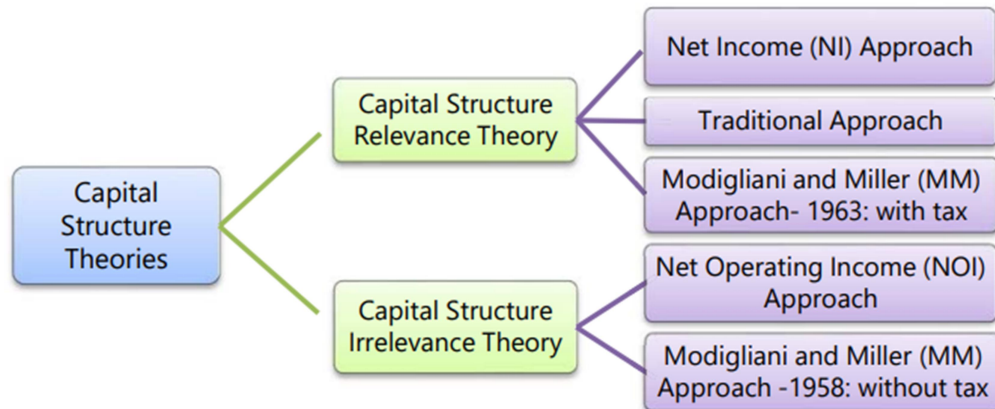 Capital
Structure
Theories
Capital Structure
Relevance Theory
Net Income (NI) Approach
Traditional Approach
Modigliani and Miller (MM)
Approach- 1963: with tax
Capital Structure
Irrelevance Theory
Net Operating Income (NOI)
Approach
Modigliani and Miller (MM)
Approach -1958: without tax